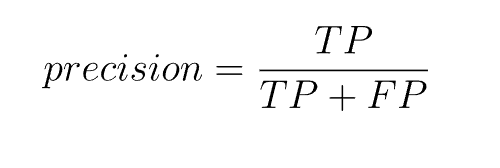 precision = TP / (TP + FP)